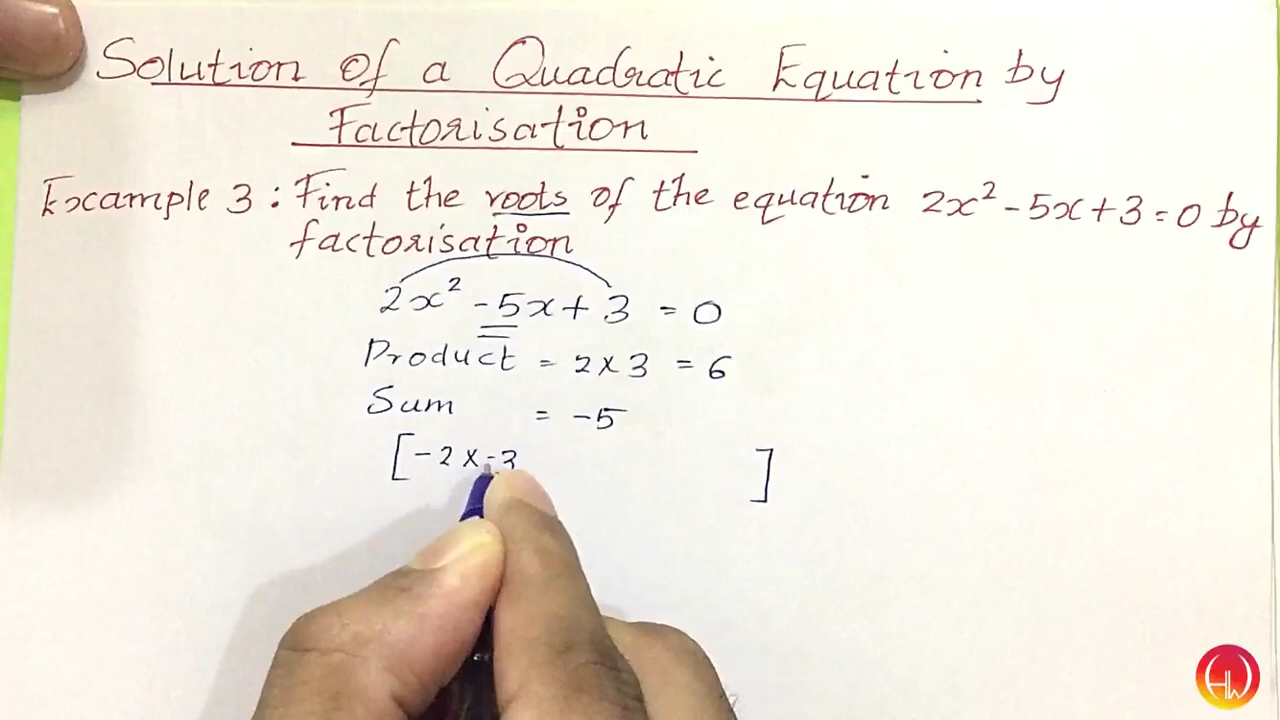 Solution of a Quadratic Equation by
Factorisation
Example 3 : Find the roots of the equation 2x² - 5x + 3 = 0 by
factorisation
2x² - 5x + 3 = 0
Product = 2 x 3 = 6
Sum = -5
[-2 x -3 ]
HW